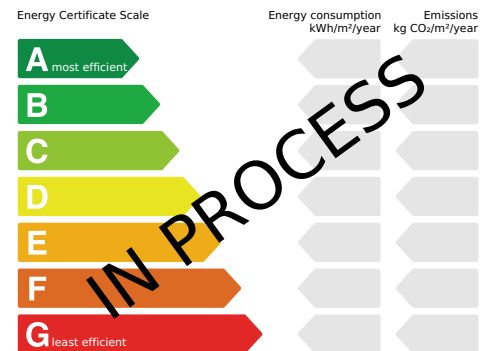 Energy Certificate Scale
Energy consumption
kWh/m²/year
Emissions
kg CO₂/m²/year
A most efficient
B
C
D
E
F
G least efficient
IN PROCESS